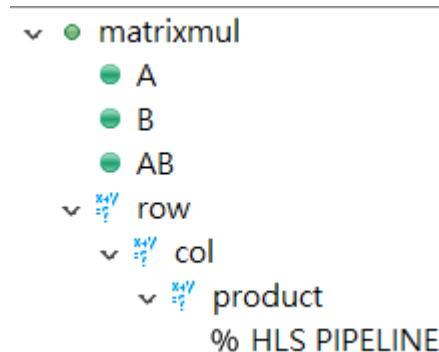 matrixmul
A
B
AB
row
col
product
% HLS PIPELINE